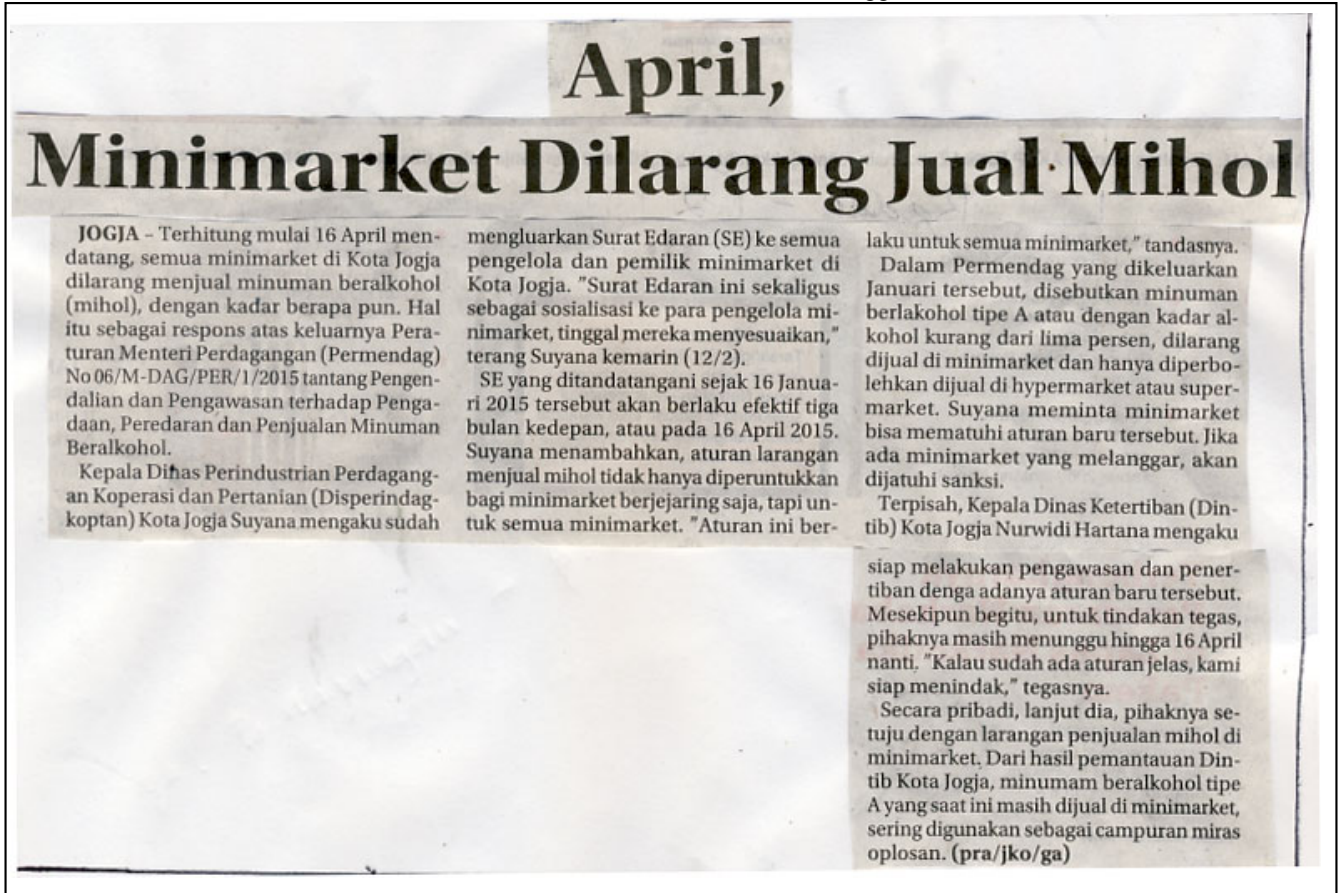 April,
Minimarket Dilarang Jual Mihol
JOGJA – Terhitung mulai 16 April men-
datang, semua minimarket di Kota Jogja
dilarang menjual minuman beralkohol
(mihol), dengan kadar berapa pun. Hal
itu sebagai respons atas keluarnya Pera-
turan Menteri Perdagangan (Permendag)
No 06/M-DAG/PER/1/2015 tantang Pengen-
dalian dan Pengawasan terhadap Penga-
daan, Peredaran dan Penjualan Minuman
Beralkohol.
Kepala Dinas Perindustrian Perdagang-
an Koperasi dan Pertanian (Disperindag-
koptan) Kota Jogja Suyana mengaku sudah
mengluarkan Surat Edaran (SE) ke semua
pengelola dan pemilik minimarket di
Kota Jogja. "Surat Edaran ini sekaligus
sebagai sosialisasi ke para pengelola mi-
nimarket, tinggal mereka menyesuaikan,"
terang Suyana kemarin (12/2).
SE yang ditandatangani sejak 16 Janua-
ri 2015 tersebut akan berlaku efektif tiga
bulan kedepan, atau pada 16 April 2015.
Suyana menambahkan, aturan larangan
menjual mihol tidak hanya diperuntukkan
bagi minimarket berjejaring saja, tapi un-
tuk semua minimarket. "Aturan ini ber-
laku untuk semua minimarket," tandasnya.
Dalam Permendag yang dikeluarkan
Januari tersebut, disebutkan minuman
berlakohol tipe A atau dengan kadar al-
kohol kurang dari lima persen, dilarang
dijual di minimarket dan hanya diperbo-
lehkan dijual di hypermarket atau super-
market. Suyana meminta minimarket
bisa mematuhi aturan baru tersebut. Jika
ada minimarket yang melanggar, akan
dijatuhi sanksi.
Terpisah, Kepala Dinas Ketertiban (Din-
tib) Kota Jogja Nurwidi Hartana mengaku
siap melakukan pengawasan dan pener-
tiban denga adanya aturan baru tersebut.
Mesekipun begitu, untuk tindakan tegas,
pihaknya masih menunggu hingga 16 April
nanti. "Kalau sudah ada aturan jelas, kami
siap menindak," tegasnya.
Secara pribadi, lanjut dia, pihaknya se-
tuju dengan larangan penjualan mihol di
minimarket. Dari hasil pemantauan Din-
tib Kota Jogja, minumam beralkohol tipe
A yang saat ini masih dijual di minimarket,
sering digunakan sebagai campuran miras
oplosan. (pra/jko/ga)